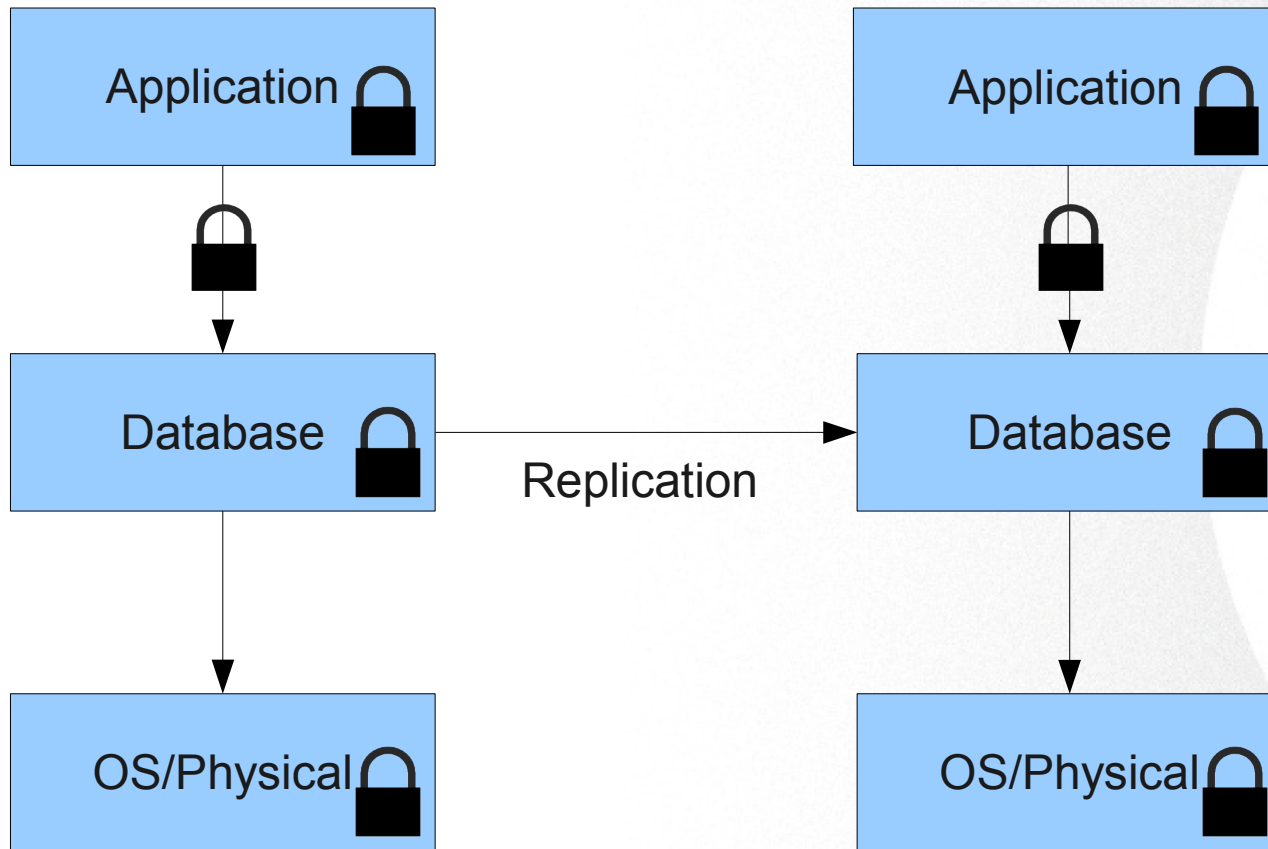 Application
Application
Database
Database
Replication
OS/Physical
OS/Physical